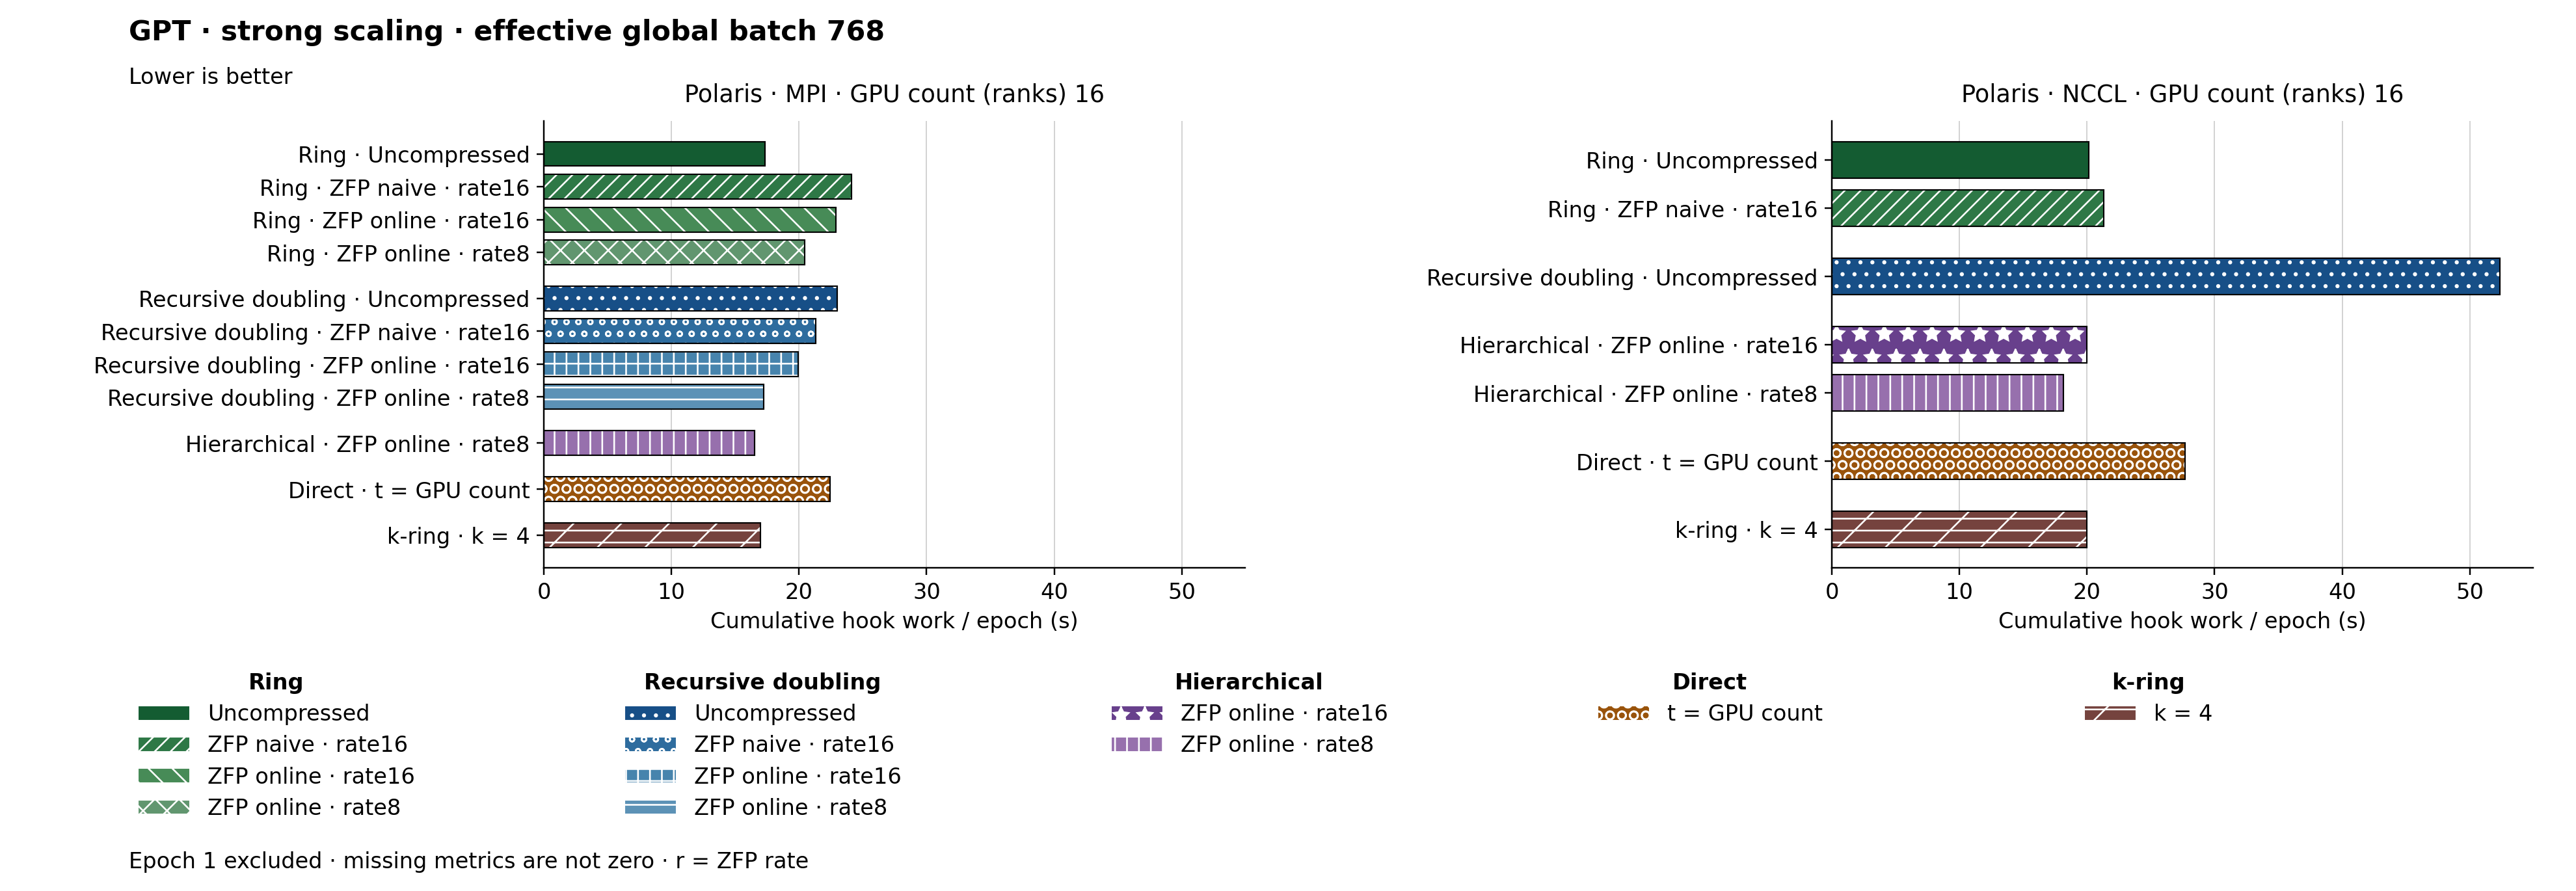 GPT · strong scaling · effective global batch 768
Lower is better
Polaris · MPI · GPU count (ranks) 16
Ring · Uncompressed
Ring · ZFP naive · rate16
Ring · ZFP online · rate16
Ring · ZFP online · rate8
Recursive doubling · Uncompressed
Recursive doubling · ZFP naive · rate16
Recursive doubling · ZFP online · rate16
Recursive doubling · ZFP online · rate8
Hierarchical · ZFP online · rate8
Direct · t = GPU count
k-ring · k = 4
0 10 20 30 40 50
Cumulative hook work / epoch (s)
Polaris · NCCL · GPU count (ranks) 16
Ring · Uncompressed
Ring · ZFP naive · rate16
Recursive doubling · Uncompressed
Hierarchical · ZFP online · rate16
Hierarchical · ZFP online · rate8
Direct · t = GPU count
k-ring · k = 4
0 10 20 30 40 50
Cumulative hook work / epoch (s)
Ring
Uncompressed
ZFP naive · rate16
ZFP online · rate16
ZFP online · rate8
Recursive doubling
Uncompressed
ZFP naive · rate16
ZFP online · rate16
ZFP online · rate8
Hierarchical
ZFP online · rate16
ZFP online · rate8
Direct
t = GPU count
k-ring
k = 4
Epoch 1 excluded · missing metrics are not zero · r = ZFP rate